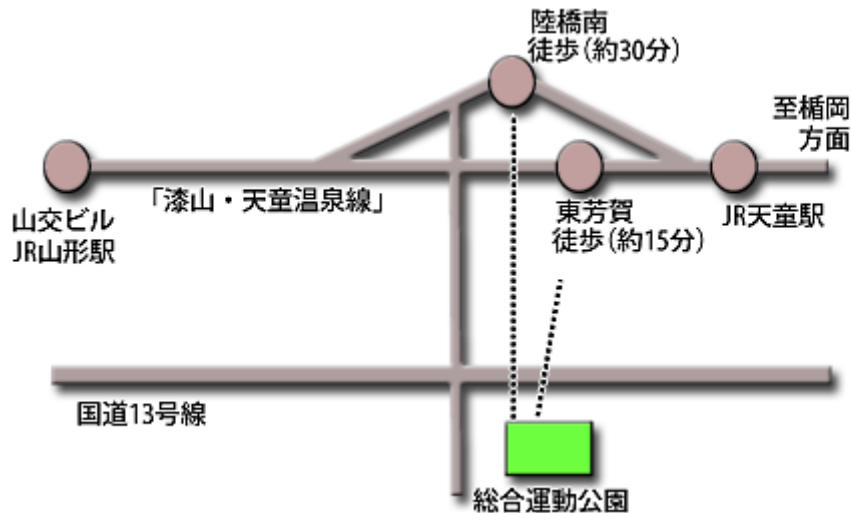 陸橋南
徒歩（約30分）
至楯岡
方面
山交ビル
JR山形駅
「漆山・天童温泉線」
東芳賀
徒歩（約15分）
JR天童駅
国道13号線
総合運動公園